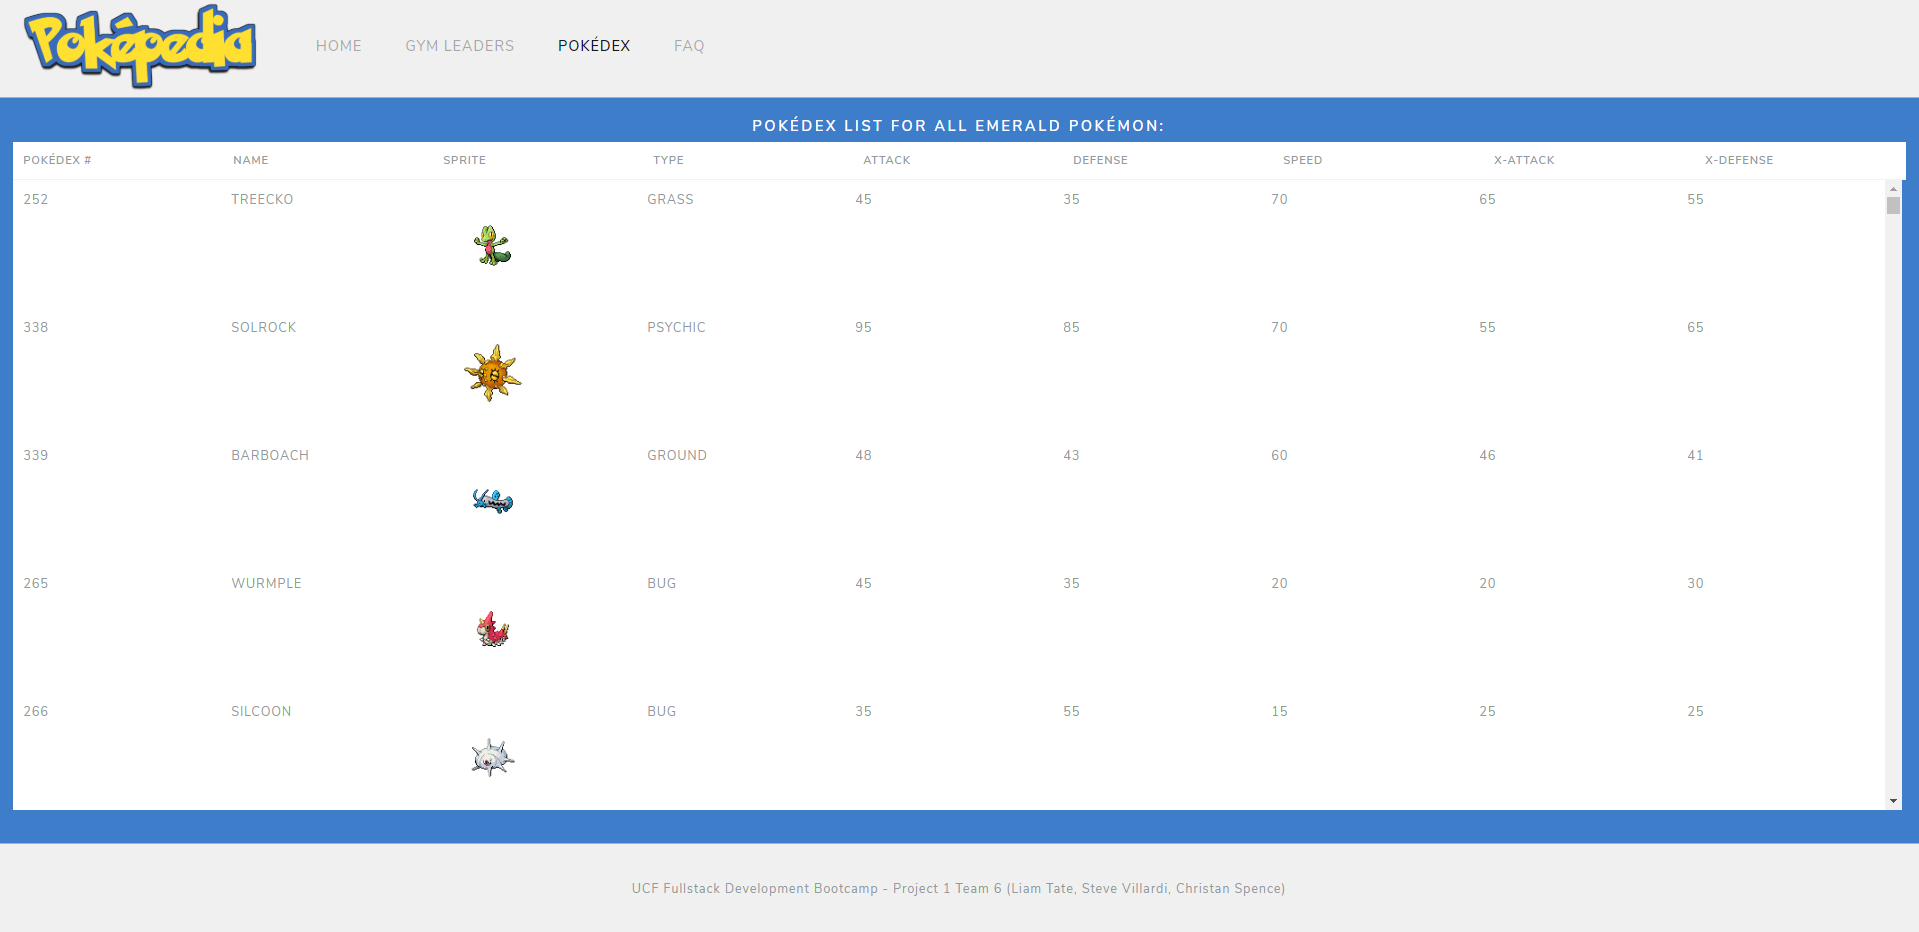 Poképedia
HOME GYM LEADERS POKÉDEX FAQ
POKÉDEX LIST FOR ALL EMERALD POKÉMON:
POKÉDEX # NAME SPRITE TYPE ATTACK DEFENSE SPEED X-ATTACK X-DEFENSE
252 TREECKO GRASS 45 35 70 65 55
338 SOLROCK PSYCHIC 95 85 70 55 65
339 BARBOACH GROUND 48 43 60 46 41
265 WURMPLE BUG 45 35 20 20 30
266 SILCOON BUG 35 55 15 25 25
UCF Fullstack Development Bootcamp - Project 1 Team 6 (Liam Tate, Steve Villardi, Christan Spence)